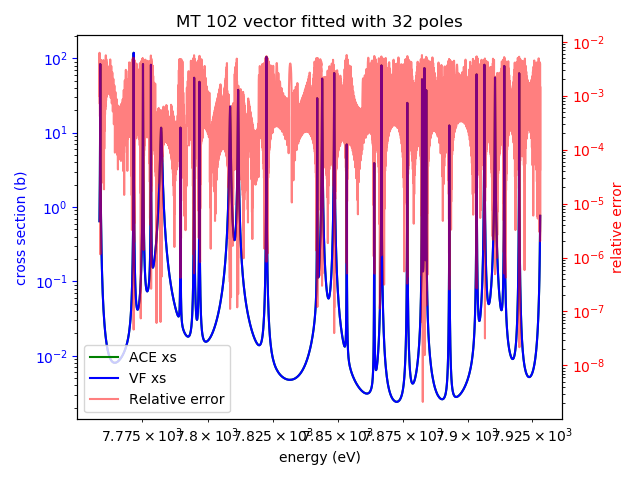 MT 102 vector fitted with 32 poles
10² 10¹ 10⁰ 10⁻¹ 10⁻²
cross section (b)
ACE xs
VF xs
Relative error
7.775 × 10³ 7.8 × 10³ 7.825 × 10³ 7.85 × 10³ 7.875 × 10³ 7.9 × 10³ 7.925 × 10³
energy (eV)
10⁻² 10⁻³ 10⁻⁴ 10⁻⁵ 10⁻⁶ 10⁻⁷ 10⁻⁸
relative error